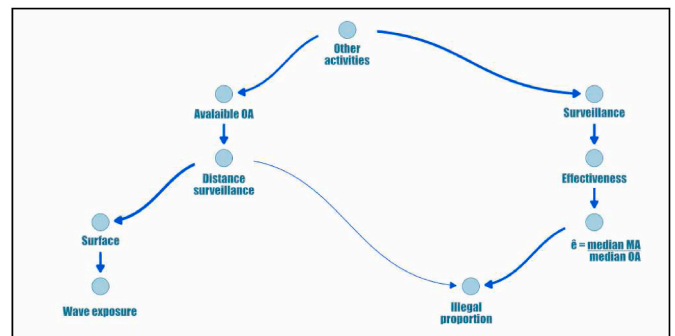 Other
activities
Avalaible OA
Surveillance
Distance
surveillance
Effectiveness
Surface
ê = median MA
median OA
Wave exposure
Illegal
proportion